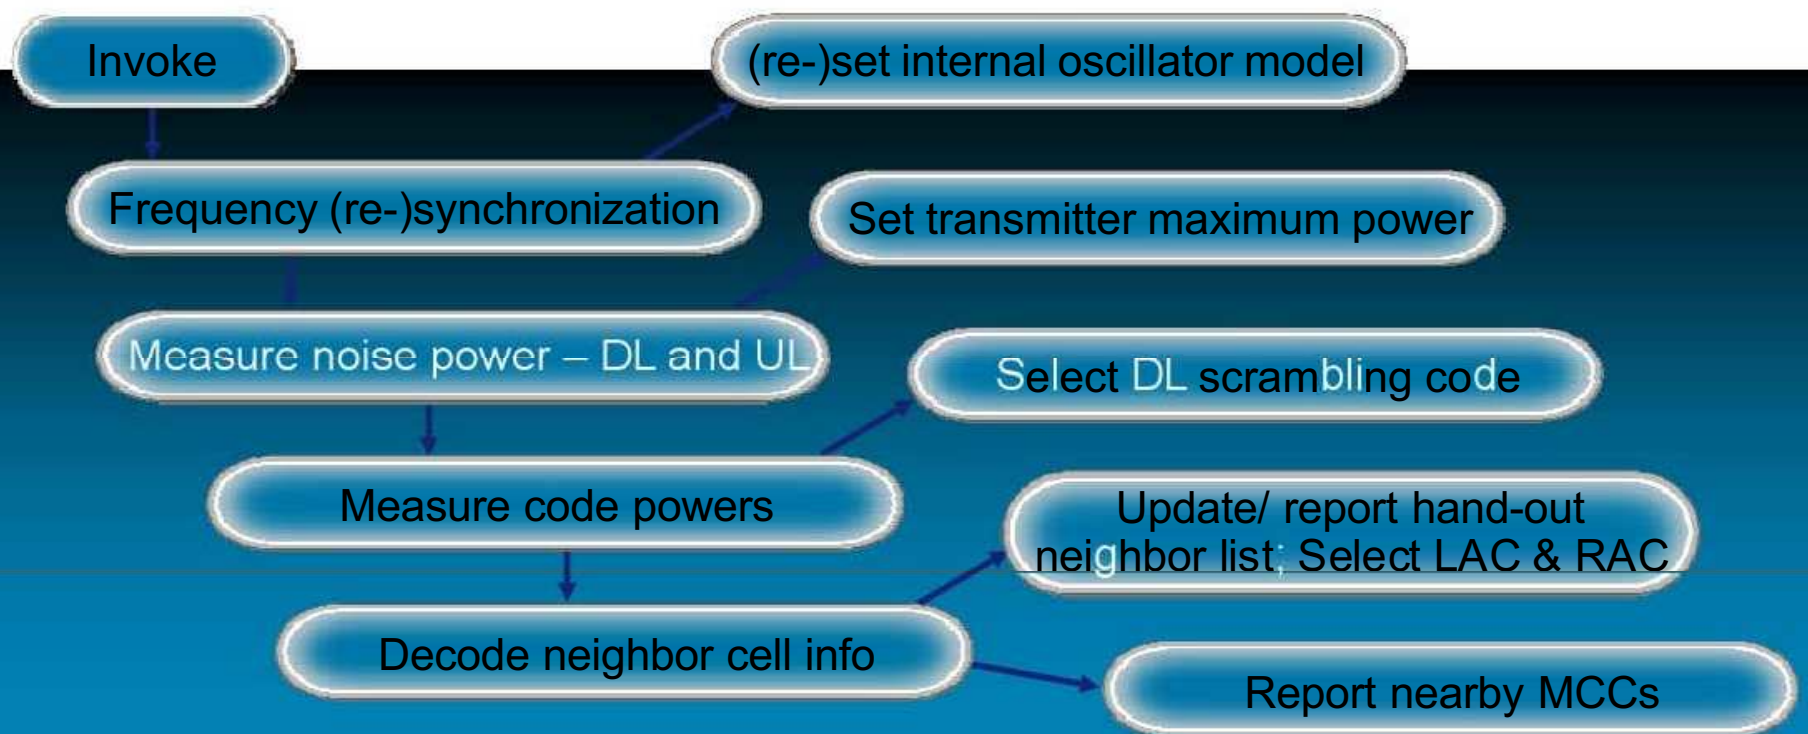 Invoke
(re-)set internal oscillator model
Frequency (re-)synchronization
Set transmitter maximum power
Measure noise power – DL and UL
Select DL scrambling code
Measure code powers
Update/ report hand-out
neighbor list; Select LAC & RAC
Decode neighbor cell info
Report nearby MCCs